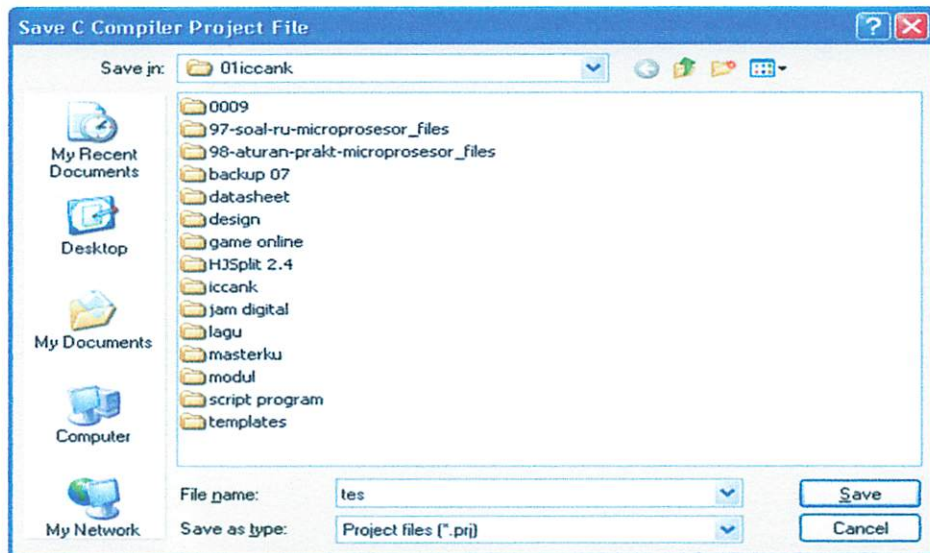 Save C Compiler Project File
Save in:
01iccank
My Recent
Documents
Desktop
My Documents
Computer
My Network
0009
97-soal-ru-microprosesor_files
98-aturan-prakt-microprosesor_files
backup 07
datasheet
design
game online
HJSplit 2.4
iccank
jam digital
lagu
masterku
modul
script program
templates
File name:
tes
Save
Save as type:
Project files (*.prj)
Cancel